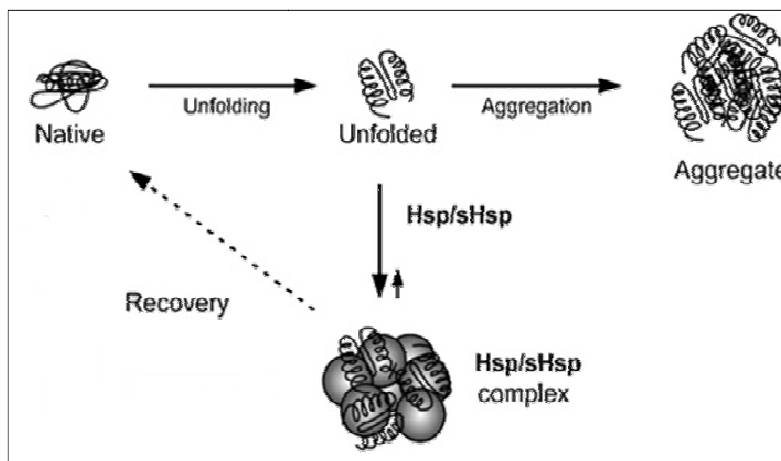 Native
Unfolding
Unfolded
Aggregation
Aggregate
Hsp/sHsp
Recovery
Hsp/sHsp
complex